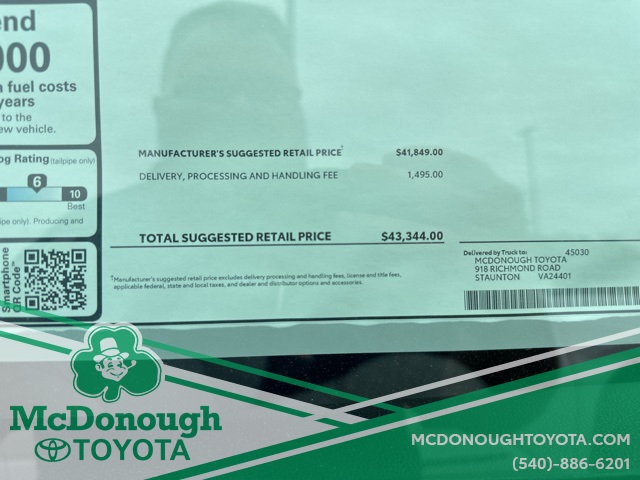 end
000
n fuel costs
years
to the
ew vehicle.
og Rating (tailpipe only)
6
10
Best
ipe only). Producing and
Smartphone
QR Code™
MANUFACTURER'S SUGGESTED RETAIL PRICE† $41,849.00
DELIVERY, PROCESSING AND HANDLING FEE 1,495.00
TOTAL SUGGESTED RETAIL PRICE $43,344.00
†Manufacturer's suggested retail price excludes delivery processing and handling fees, license and title fees,
applicable federal, state and local taxes, and dealer and distributor options and accessories.
Delivered by Truck to: 45030
MCDONOUGH TOYOTA
918 RICHMOND ROAD
STAUNTON VA24401
McDonough
TOYOTA
MCDONOUGHTOYOTA.COM
(540)-886-6201